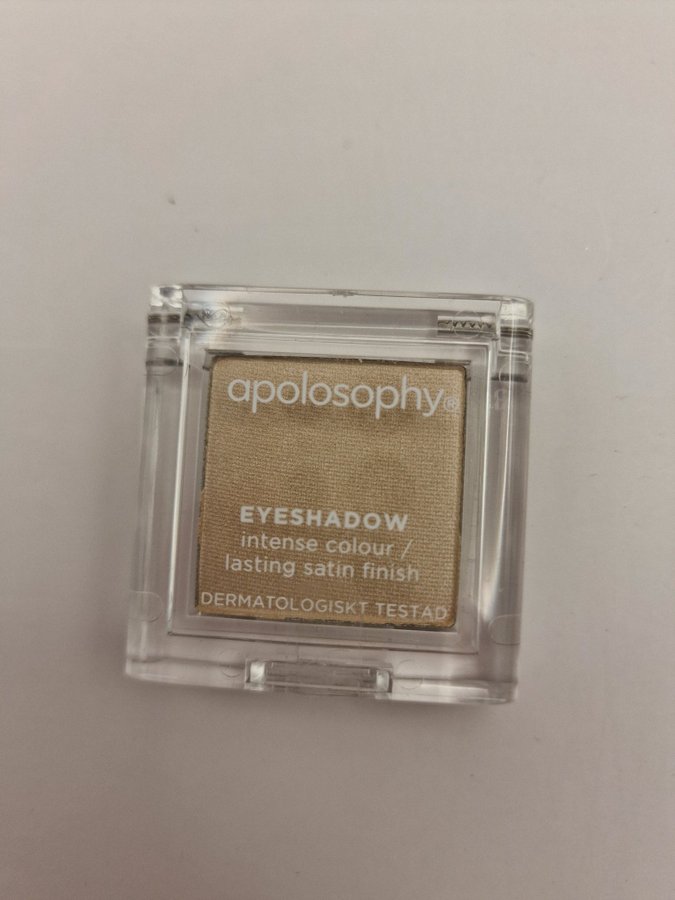 apolosophy®
EYESHADOW
intense colour /
lasting satin finish
DERMATOLOGISKT TESTAD